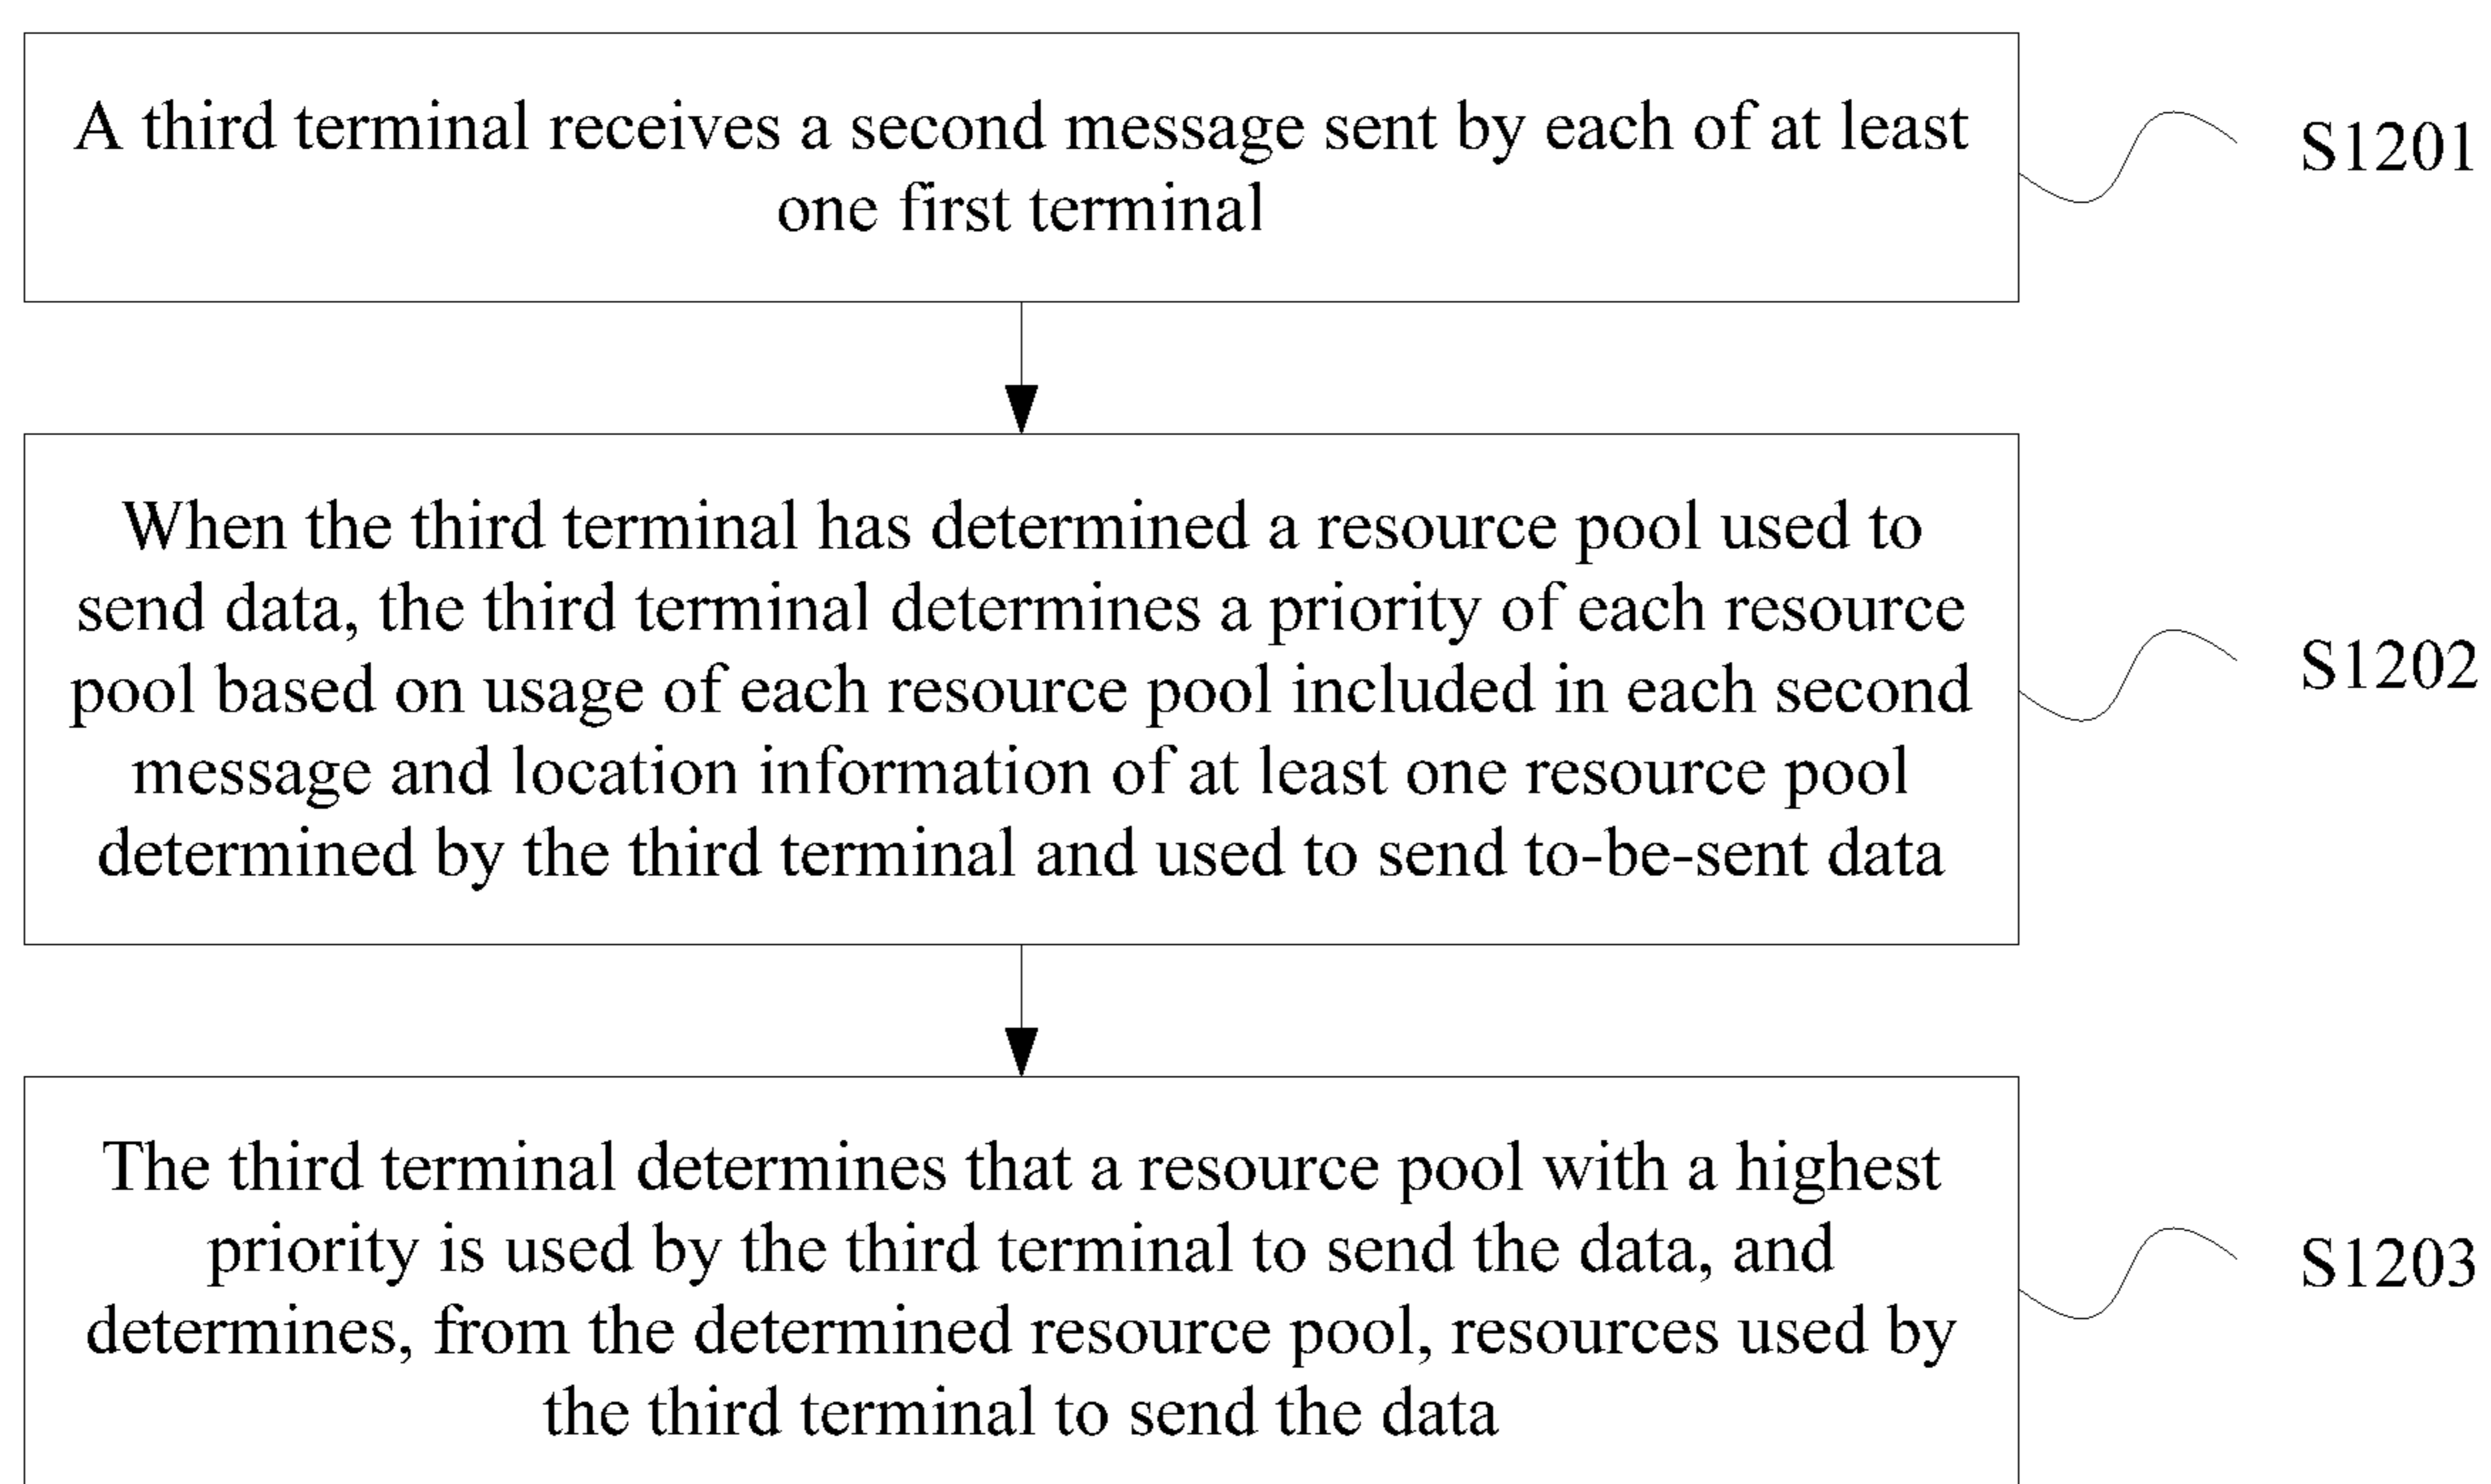 A third terminal receives a second message sent by each of at least
one first terminal
S1201
When the third terminal has determined a resource pool used to
send data, the third terminal determines a priority of each resource
pool based on usage of each resource pool included in each second
message and location information of at least one resource pool
determined by the third terminal and used to send to-be-sent data
S1202
The third terminal determines that a resource pool with a highest
priority is used by the third terminal to send the data, and
determines, from the determined resource pool, resources used by
the third terminal to send the data
S1203